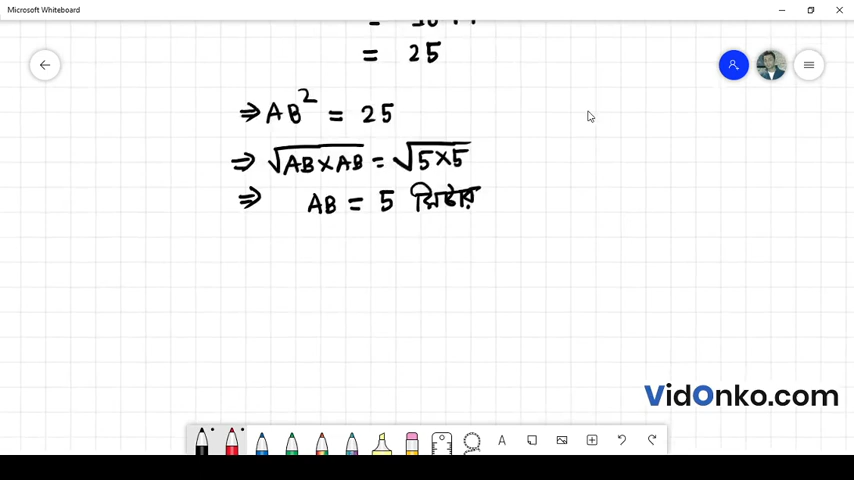 Microsoft Whiteboard
= 25
⇒ AB² = 25
⇒ √AB×AB = √5×5
⇒ AB = 5 মিটার
VidOnko.com
A